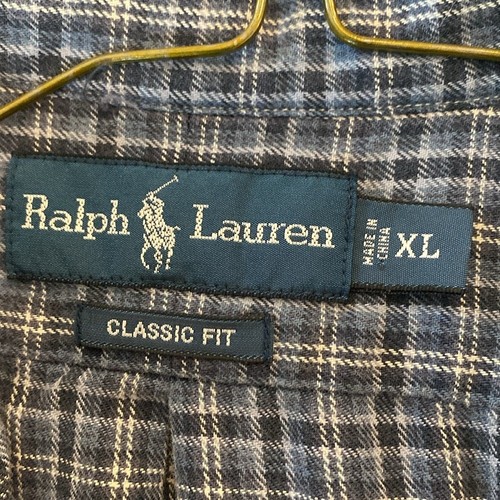 Ralph Lauren
MADE IN
CHINA
XL
CLASSIC FIT